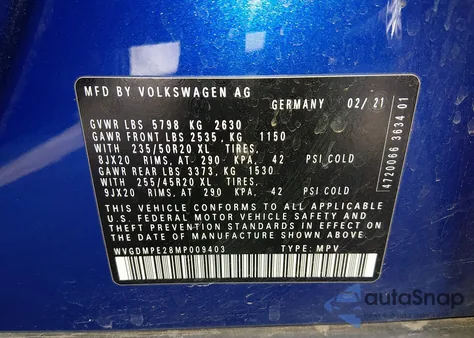 MFD BY VOLKSWAGEN AG
GERMANY 02/21
GVWR LBS 5798 KG 2630
GAWR FRONT LBS 2535, KG 1150
WITH 235/50R20 XL TIRES,
8JX20 RIMS, AT 290 KPA, 42 PSI COLD
GAWR REAR LBS 3373, KG 1530
WITH 255/45R20 XL TIRES,
9JX20 RIMS, AT 290 KPA, 42 PSI COLD
THIS VEHICLE CONFORMS TO ALL APPLICABLE
U.S. FEDERAL MOTOR VEHICLE SAFETY AND
THEFT PREVENTION STANDARDS IN EFFECT ON
DATE OF MANUFACTURE SHOWN ABOVE
WVGDMPE28MP009403 TYPE: MPV
4720066 3634 01
autoSnap